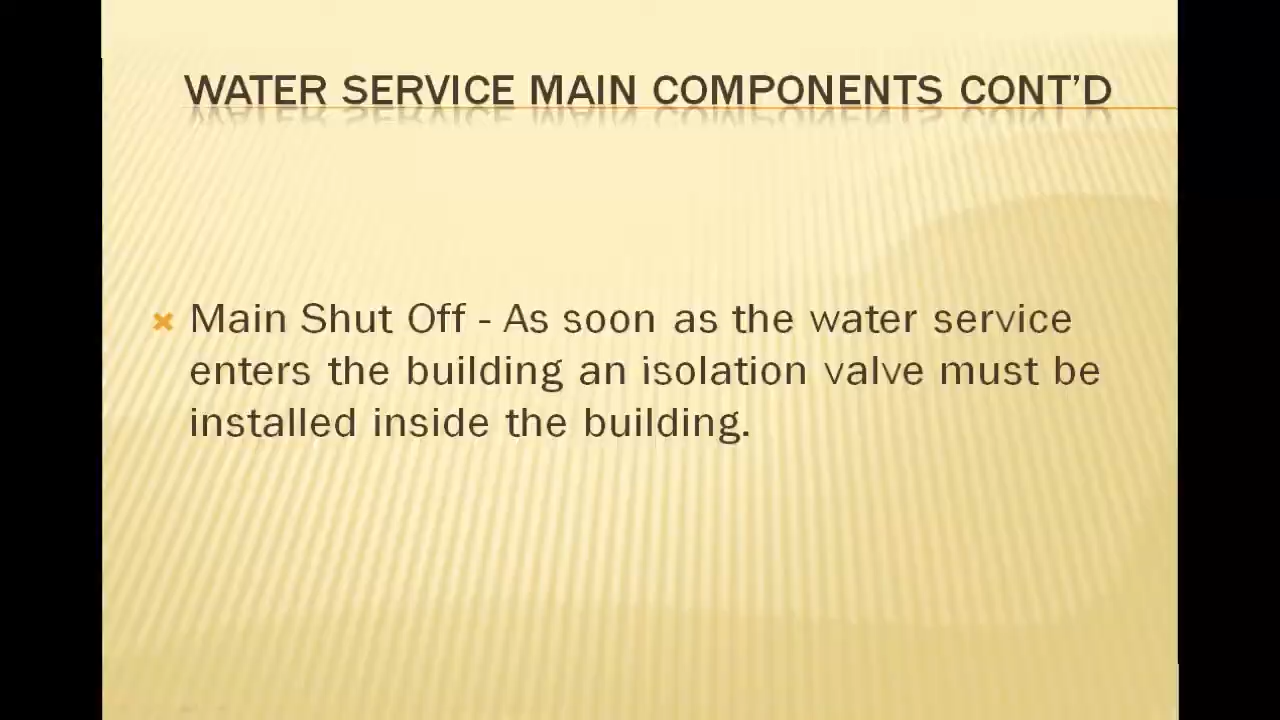 WATER SERVICE MAIN COMPONENTS CONT'D
Main Shut Off - As soon as the water service
enters the building an isolation valve must be
installed inside the building.